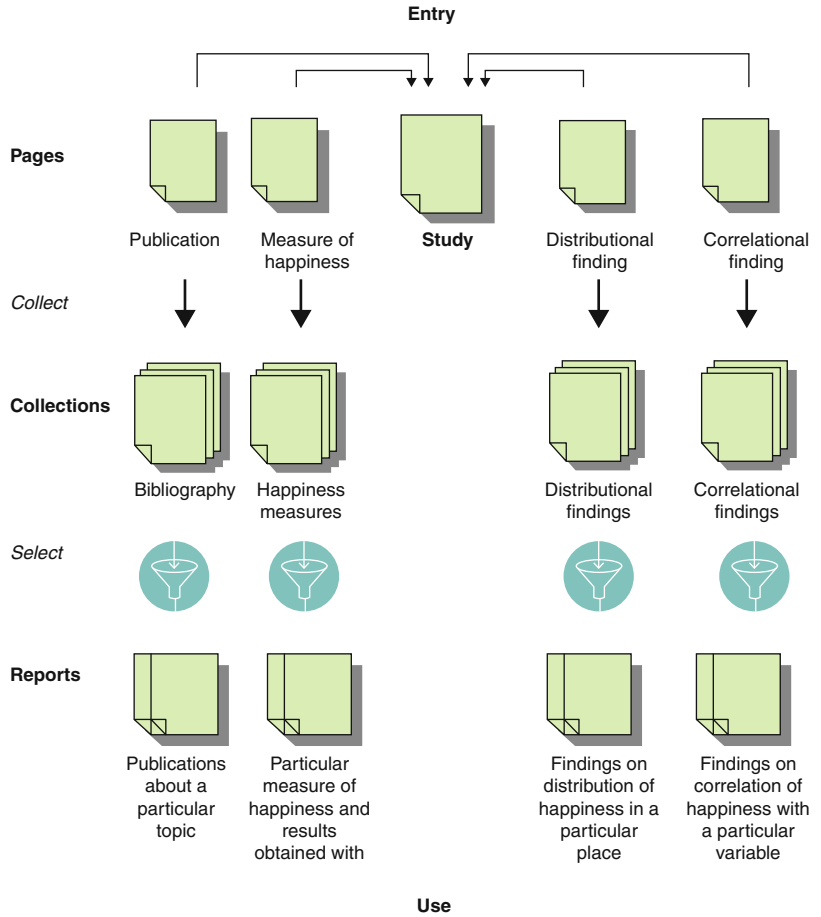 Entry
Pages
Publication
Measure of
happiness
Study
Distributional
finding
Correlational
finding
Collect
Collections
Bibliography
Happiness
measures
Distributional
findings
Correlational
findings
Select
Reports
Publications
about a
particular
topic
Particular
measure of
happiness and
results
obtained with
Findings on
distribution of
happiness in a
particular
place
Findings on
correlation of
happiness with
a particular
variable
Use